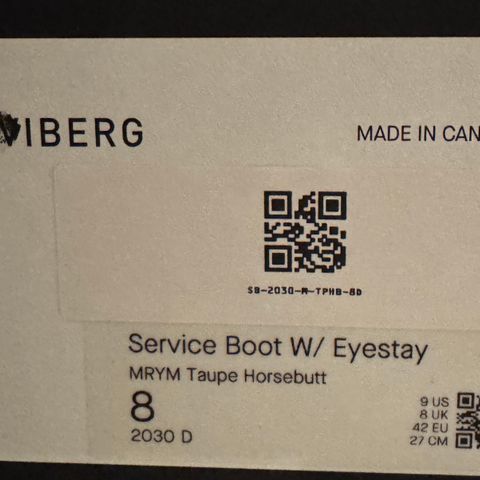 VIBERG
MADE IN CAN
SB-2030-R-TPHB-8D
Service Boot W/ Eyestay
MRYM Taupe Horsebutt
8
2030 D
9 US
8 UK
42 EU
27 CM